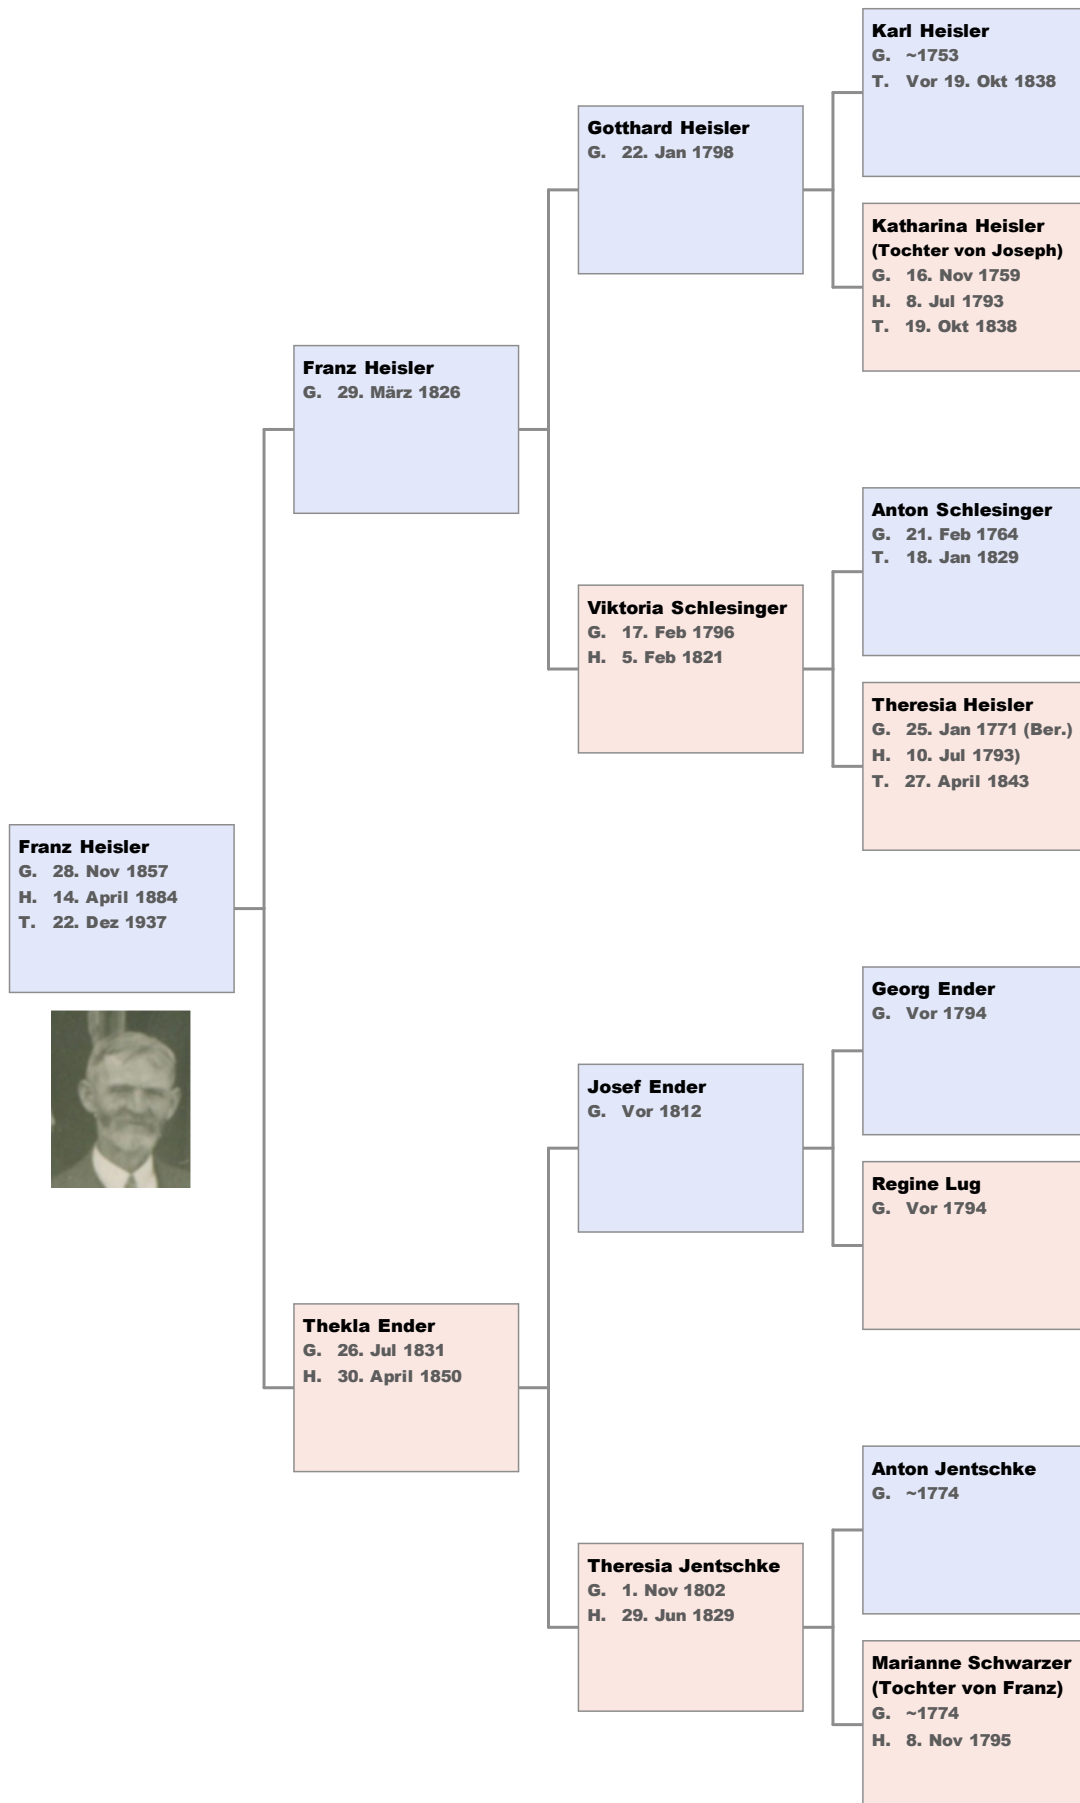 Karl Heisler
G. ~1753
T. Vor 19. Okt 1838
Gotthard Heisler
G. 22. Jan 1798
Katharina Heisler
(Tochter von Joseph)
G. 16. Nov 1759
H. 8. Jul 1793
T. 19. Okt 1838
Franz Heisler
G. 29. März 1826
Anton Schlesinger
G. 21. Feb 1764
T. 18. Jan 1829
Viktoria Schlesinger
G. 17. Feb 1796
H. 5. Feb 1821
Theresia Heisler
G. 25. Jan 1771 (Ber.)
H. 10. Jul 1793)
T. 27. April 1843
Franz Heisler
G. 28. Nov 1857
H. 14. April 1884
T. 22. Dez 1937
Georg Ender
G. Vor 1794
Josef Ender
G. Vor 1812
Regine Lug
G. Vor 1794
Thekla Ender
G. 26. Jul 1831
H. 30. April 1850
Anton Jentschke
G. ~1774
Theresia Jentschke
G. 1. Nov 1802
H. 29. Jun 1829
Marianne Schwarzer
(Tochter von Franz)
G. ~1774
H. 8. Nov 1795